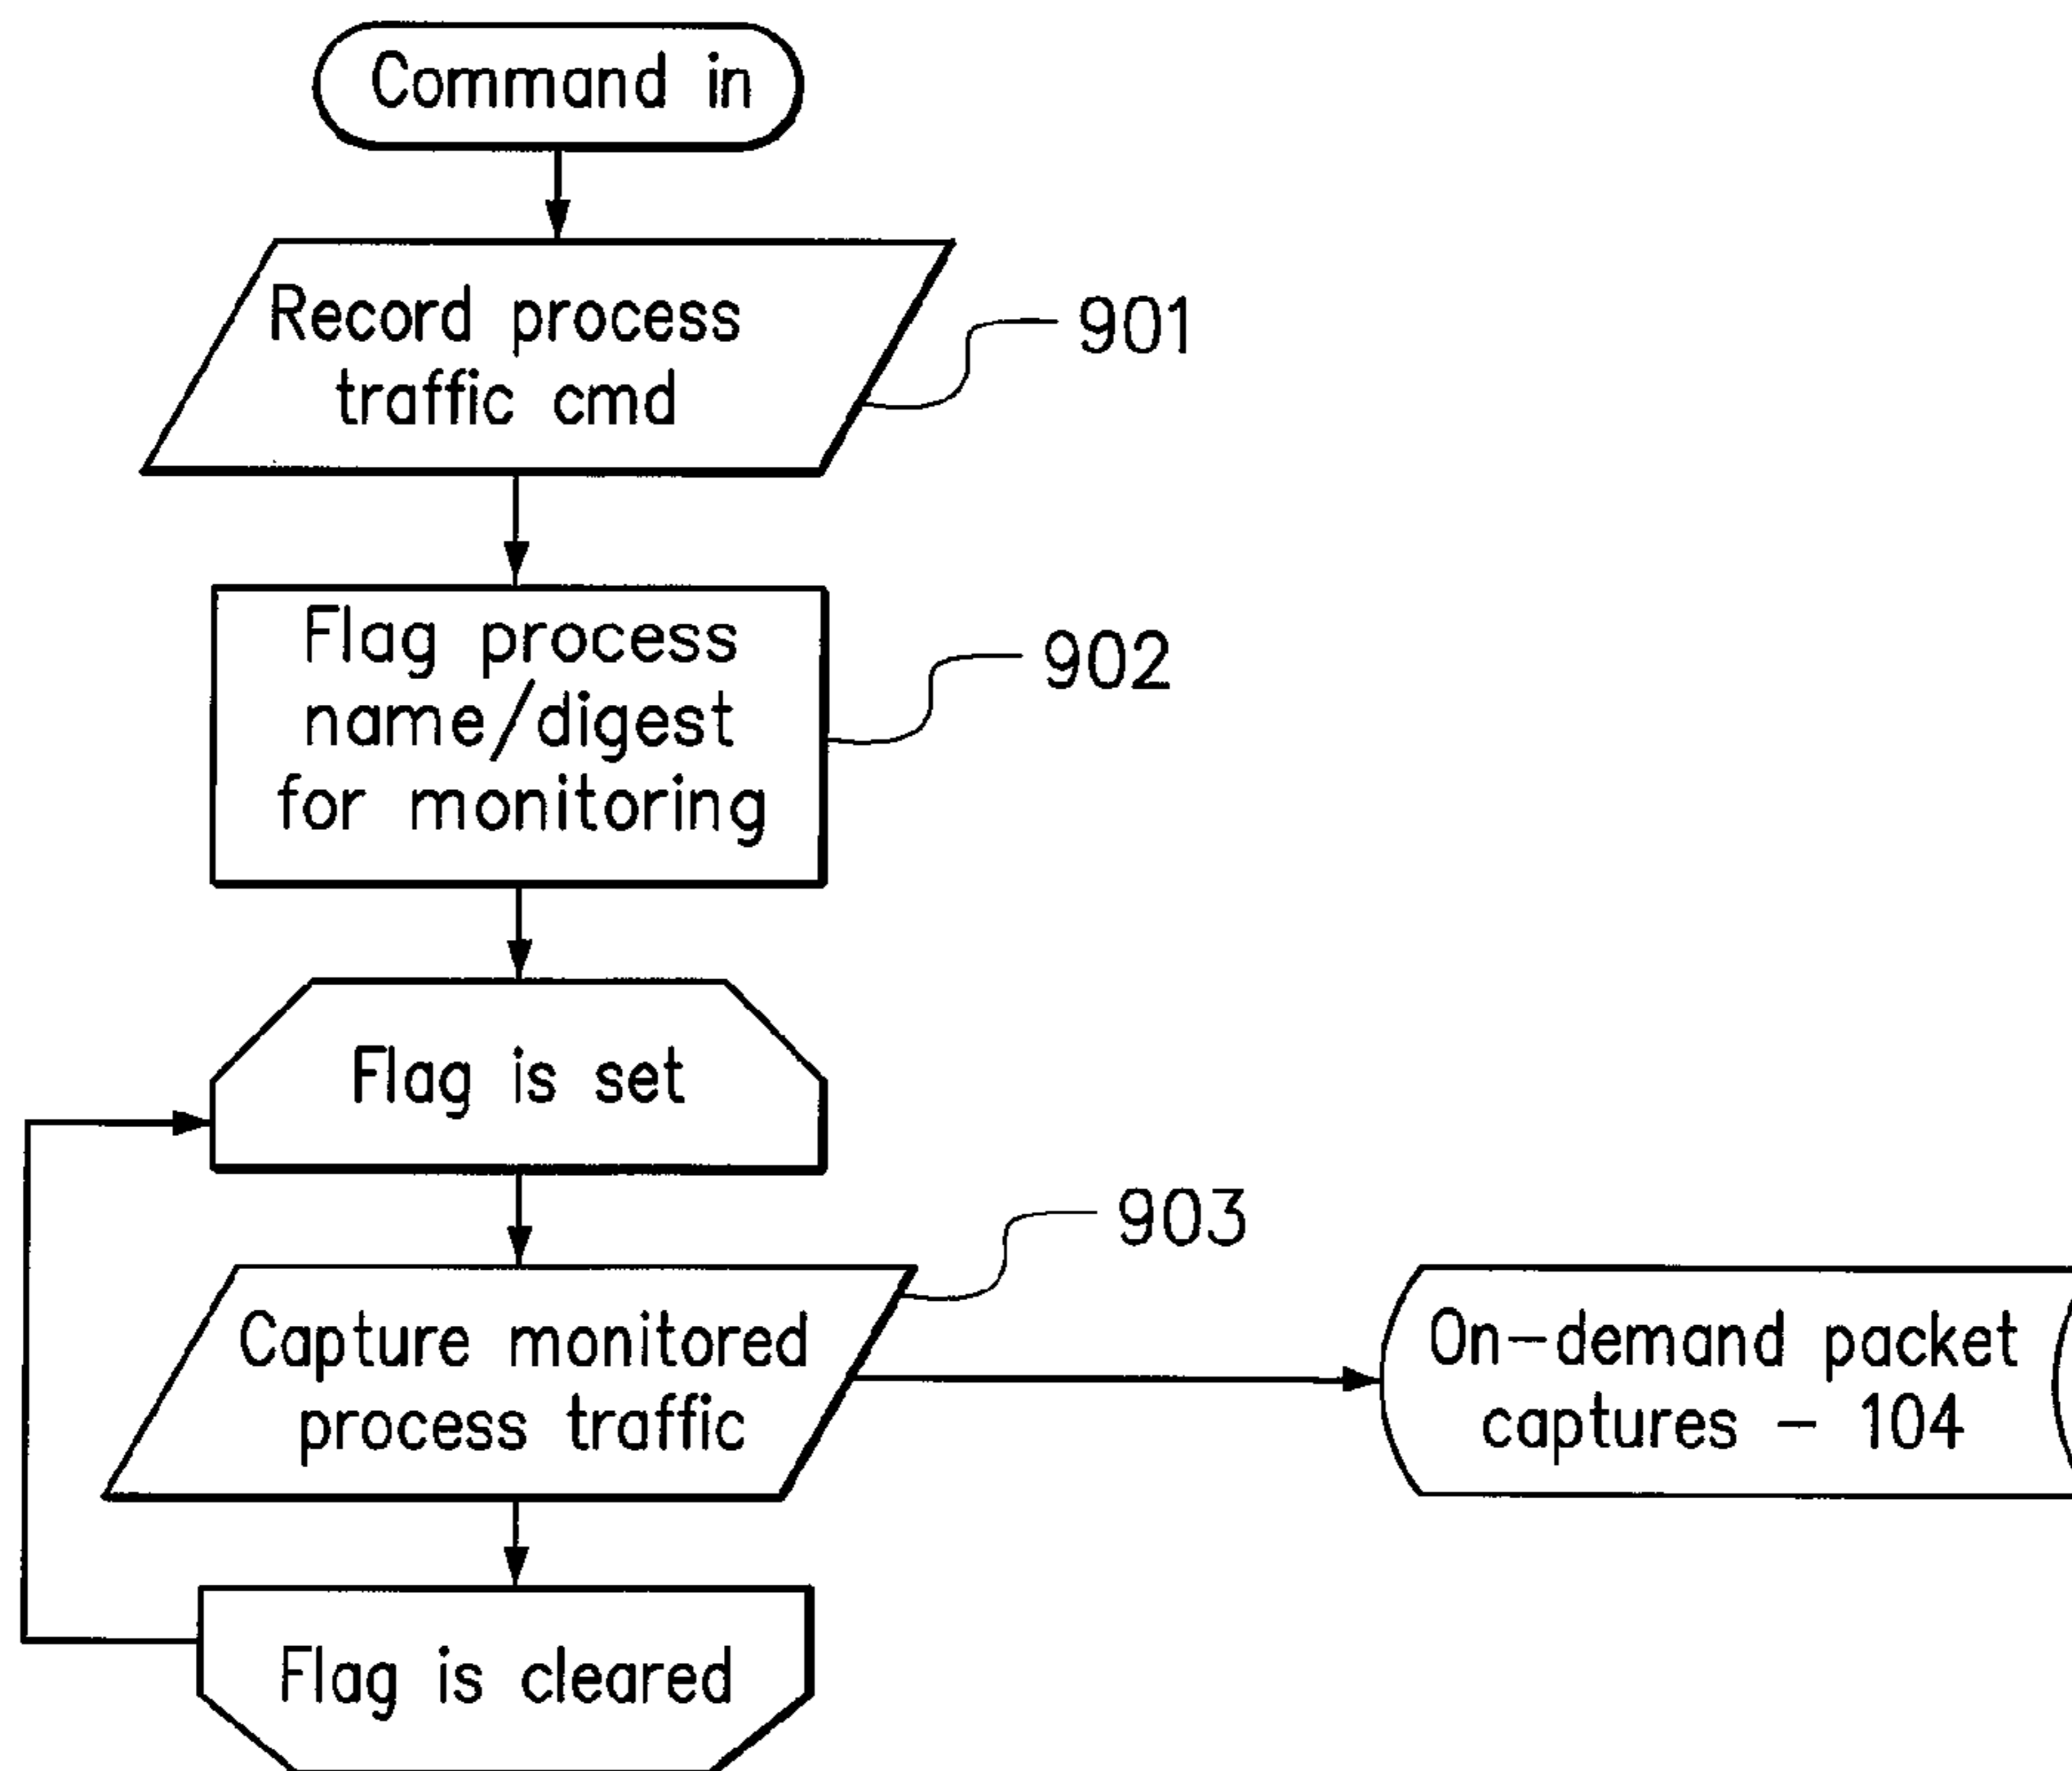 Command in
Record process
traffic cmd
901
Flag process
name/digest
for monitoring
902
Flag is set
903
Capture monitored
process traffic
On-demand packet
captures - 104
Flag is cleared